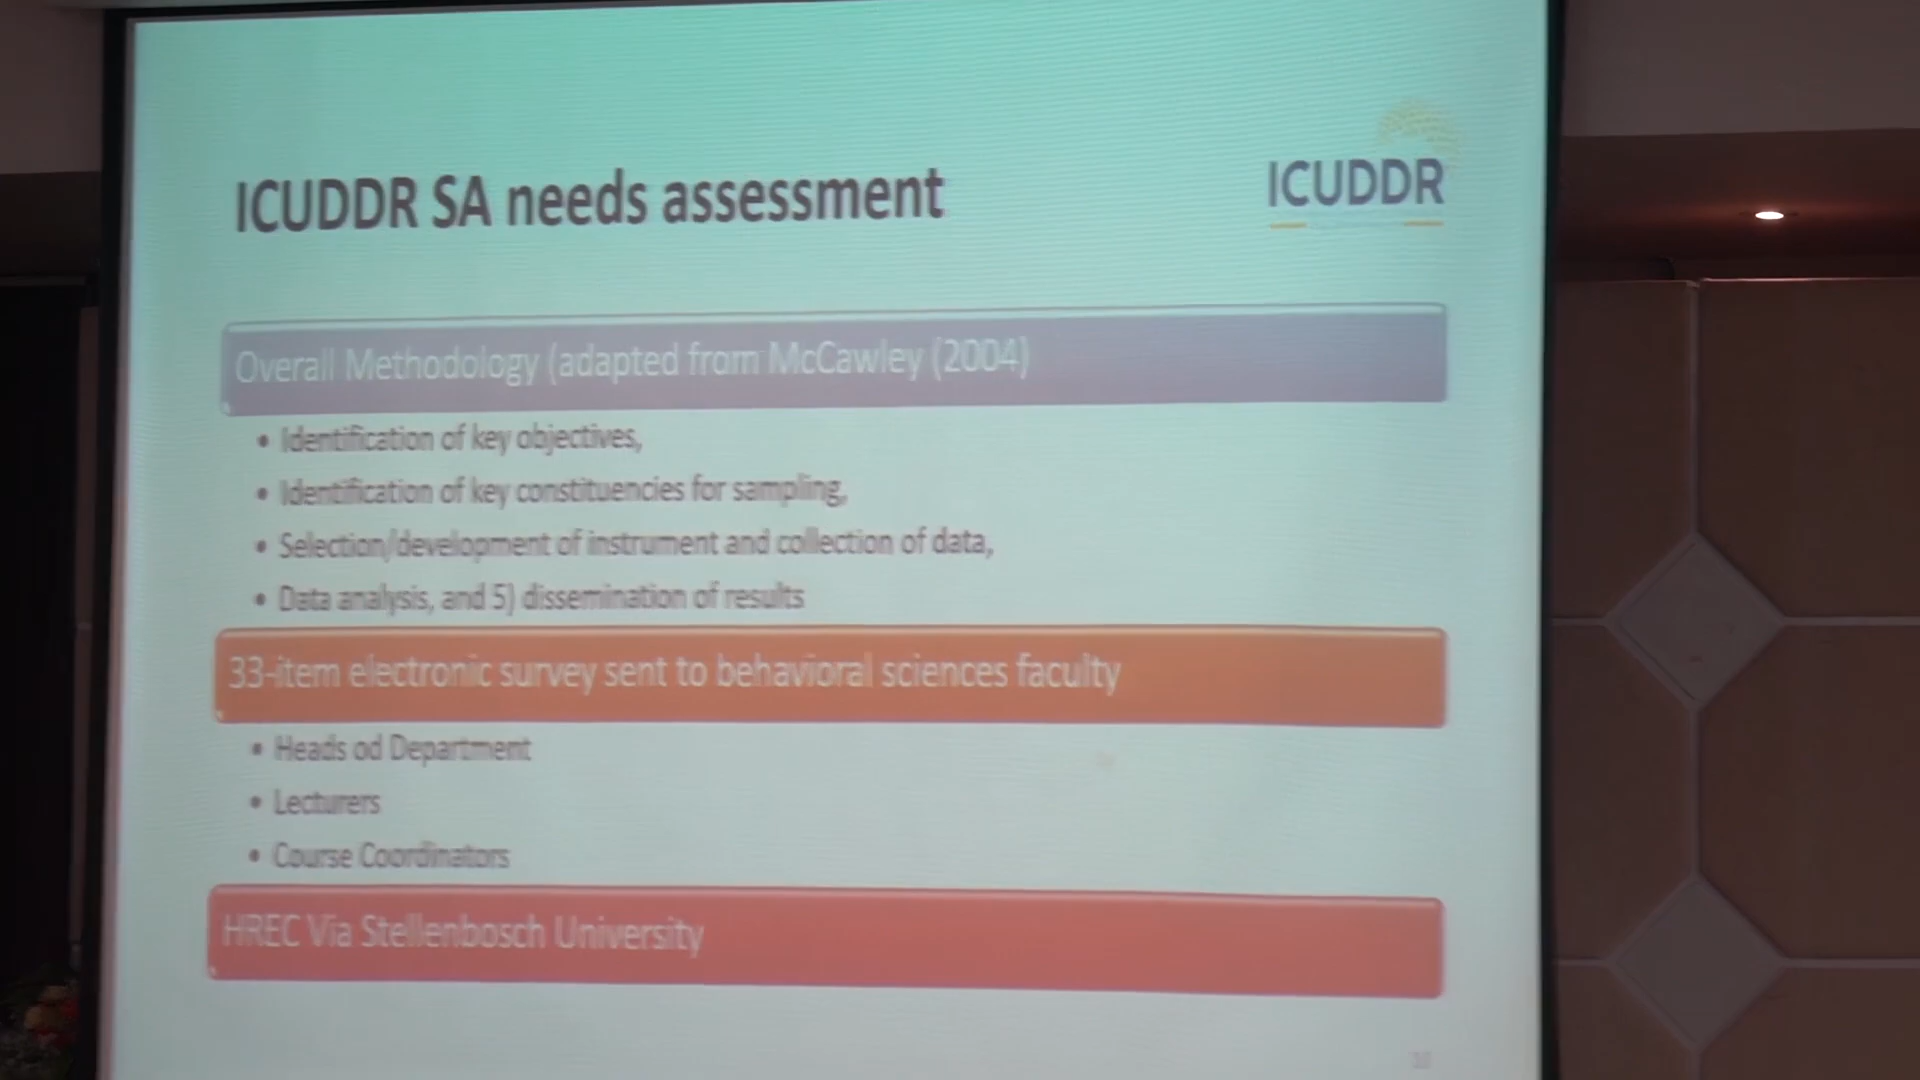 ICUDDR SA needs assessment
ICUDDR
Overall Methodology (adapted from McCawley (2004)
• Identification of key objectives,
• Identification of key constituencies for sampling,
• Selection/development of instrument and collection of data,
• Data analysis, and 5) dissemination of results
33-item electronic survey sent to behavioral sciences faculty
• Heads od Department
• Lecturers
• Course Coordinators
HREC Via Stellenbosch University